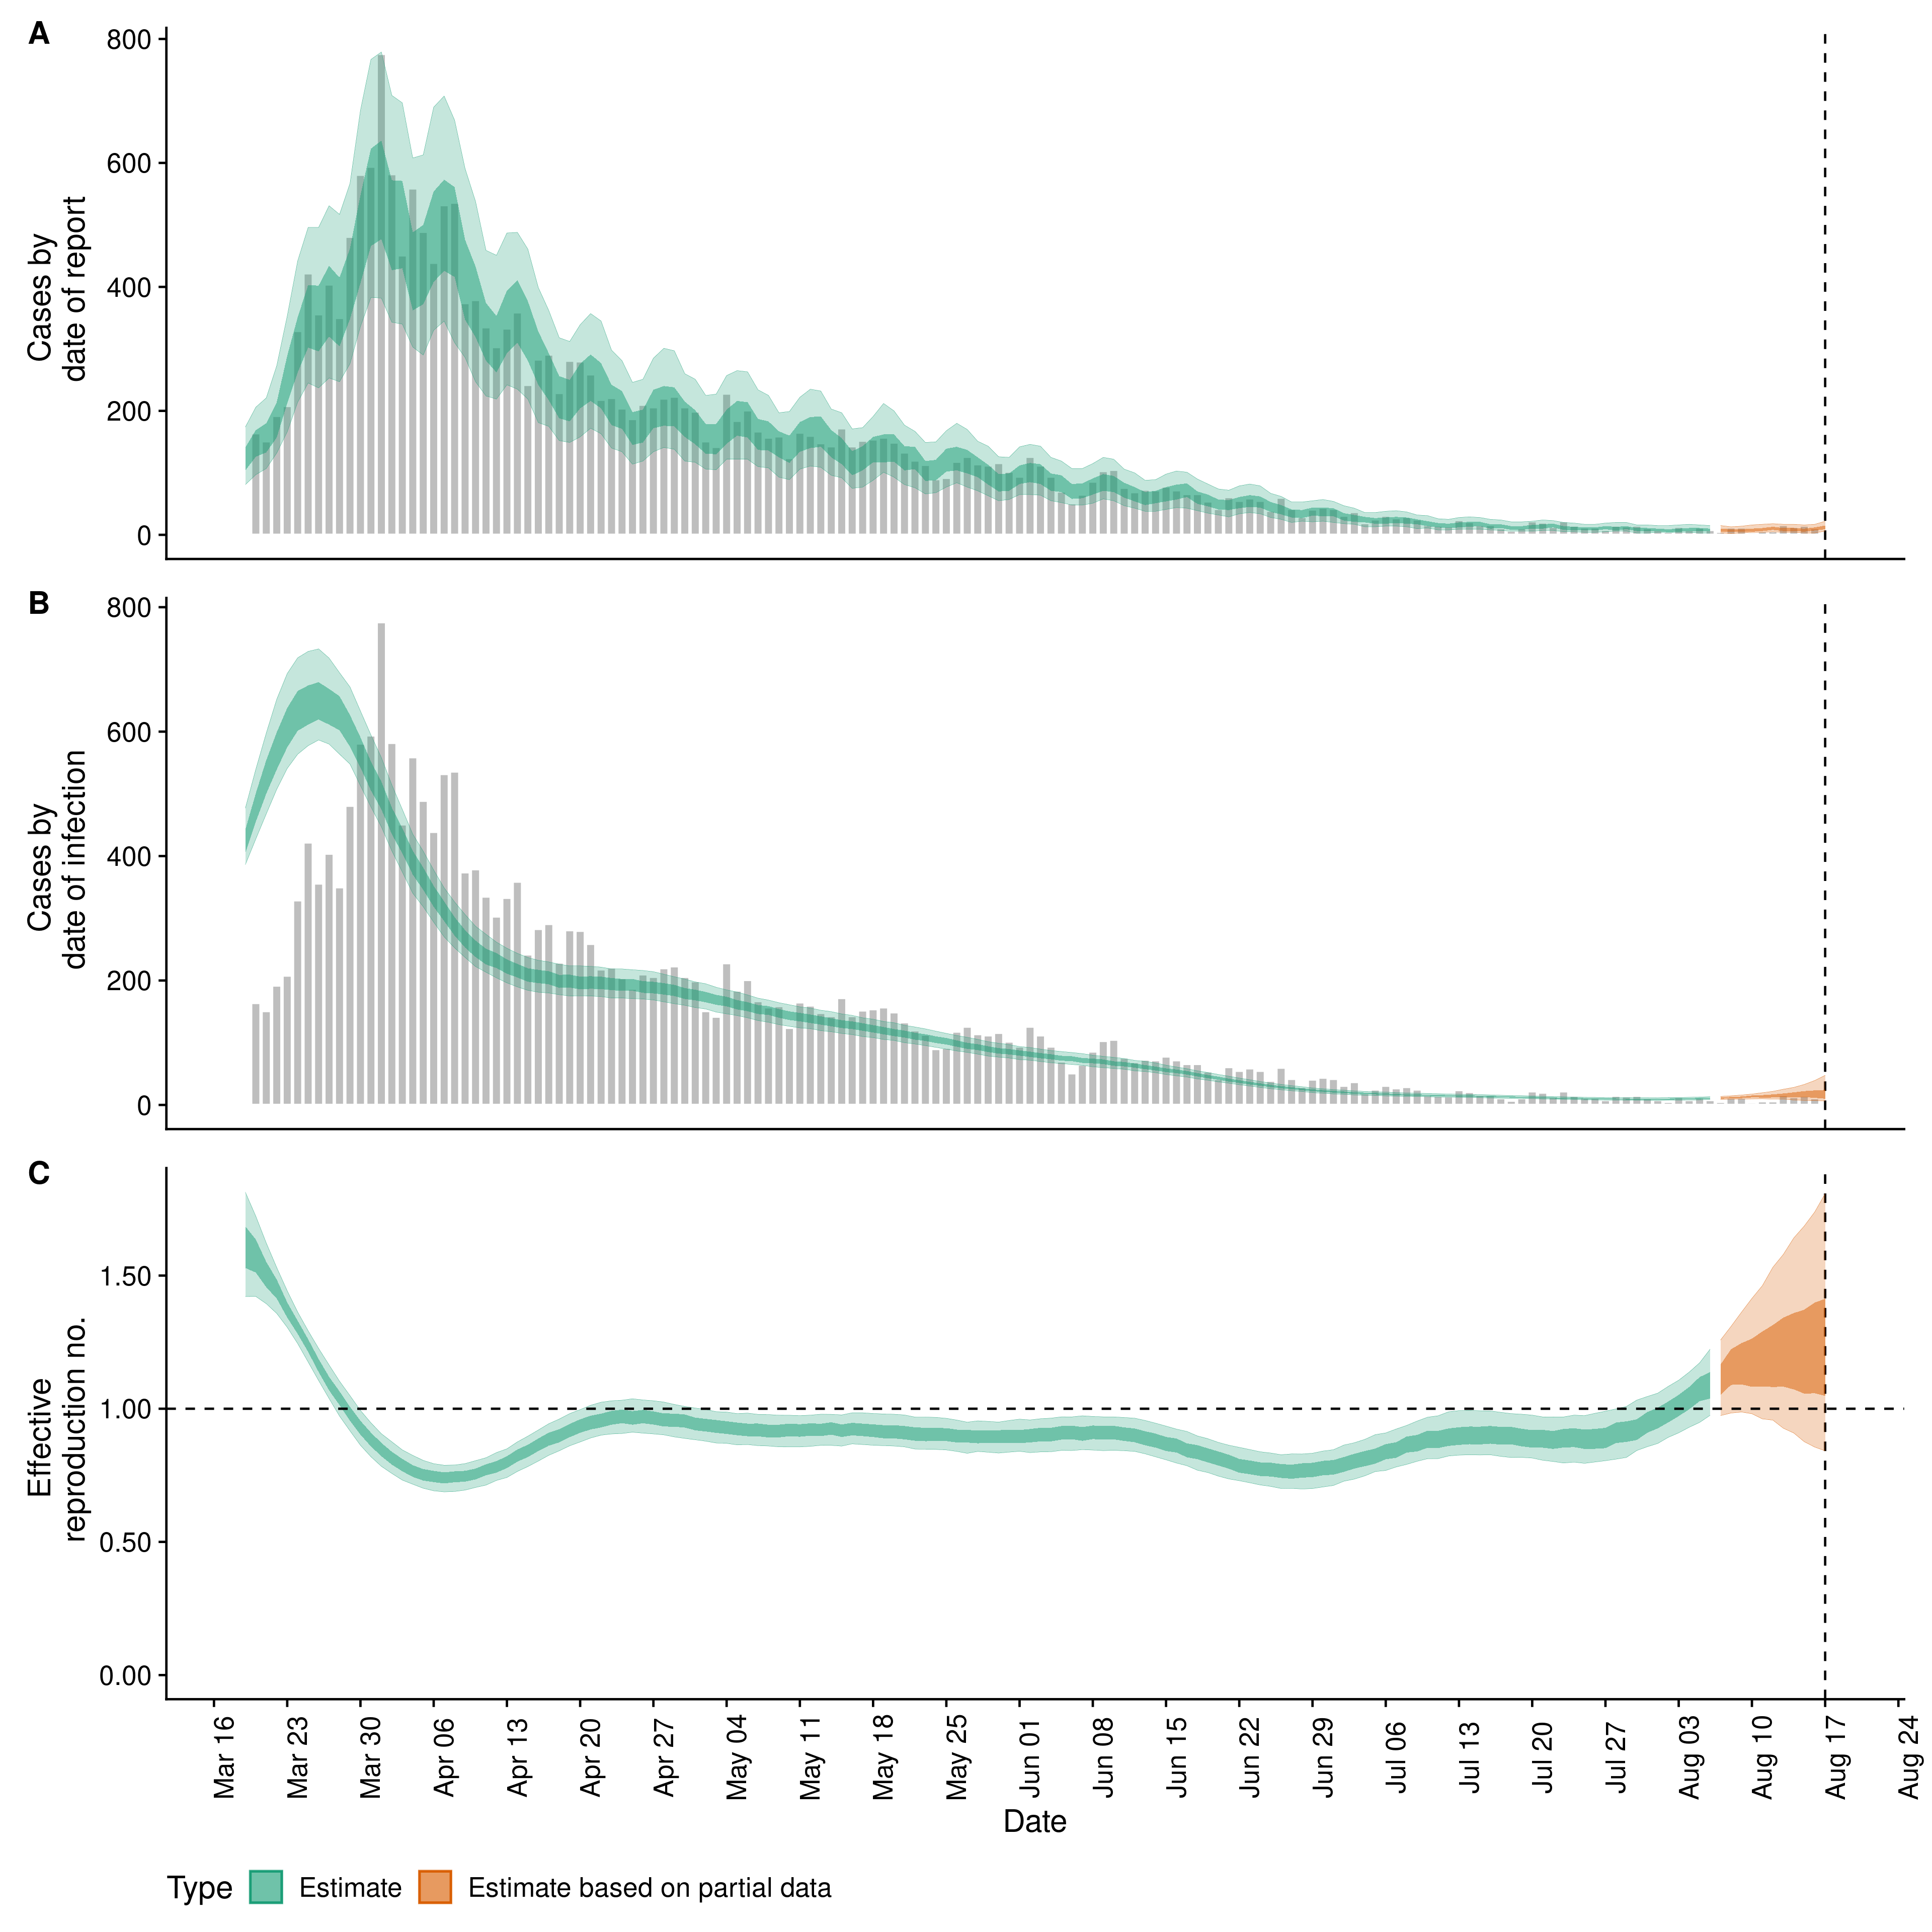 A
800
600
400
200
0
Cases by
date of report
B
800
600
400
200
0
Cases by
date of infection
C
1.50
1.00
0.50
0.00
Effective
reproduction no.
Mar 16
Mar 23
Mar 30
Apr 06
Apr 13
Apr 20
Apr 27
May 04
May 11
May 18
May 25
Jun 01
Jun 08
Jun 15
Jun 22
Jun 29
Jul 06
Jul 13
Jul 20
Jul 27
Aug 03
Aug 10
Aug 17
Aug 24
Date
Type Estimate Estimate based on partial data